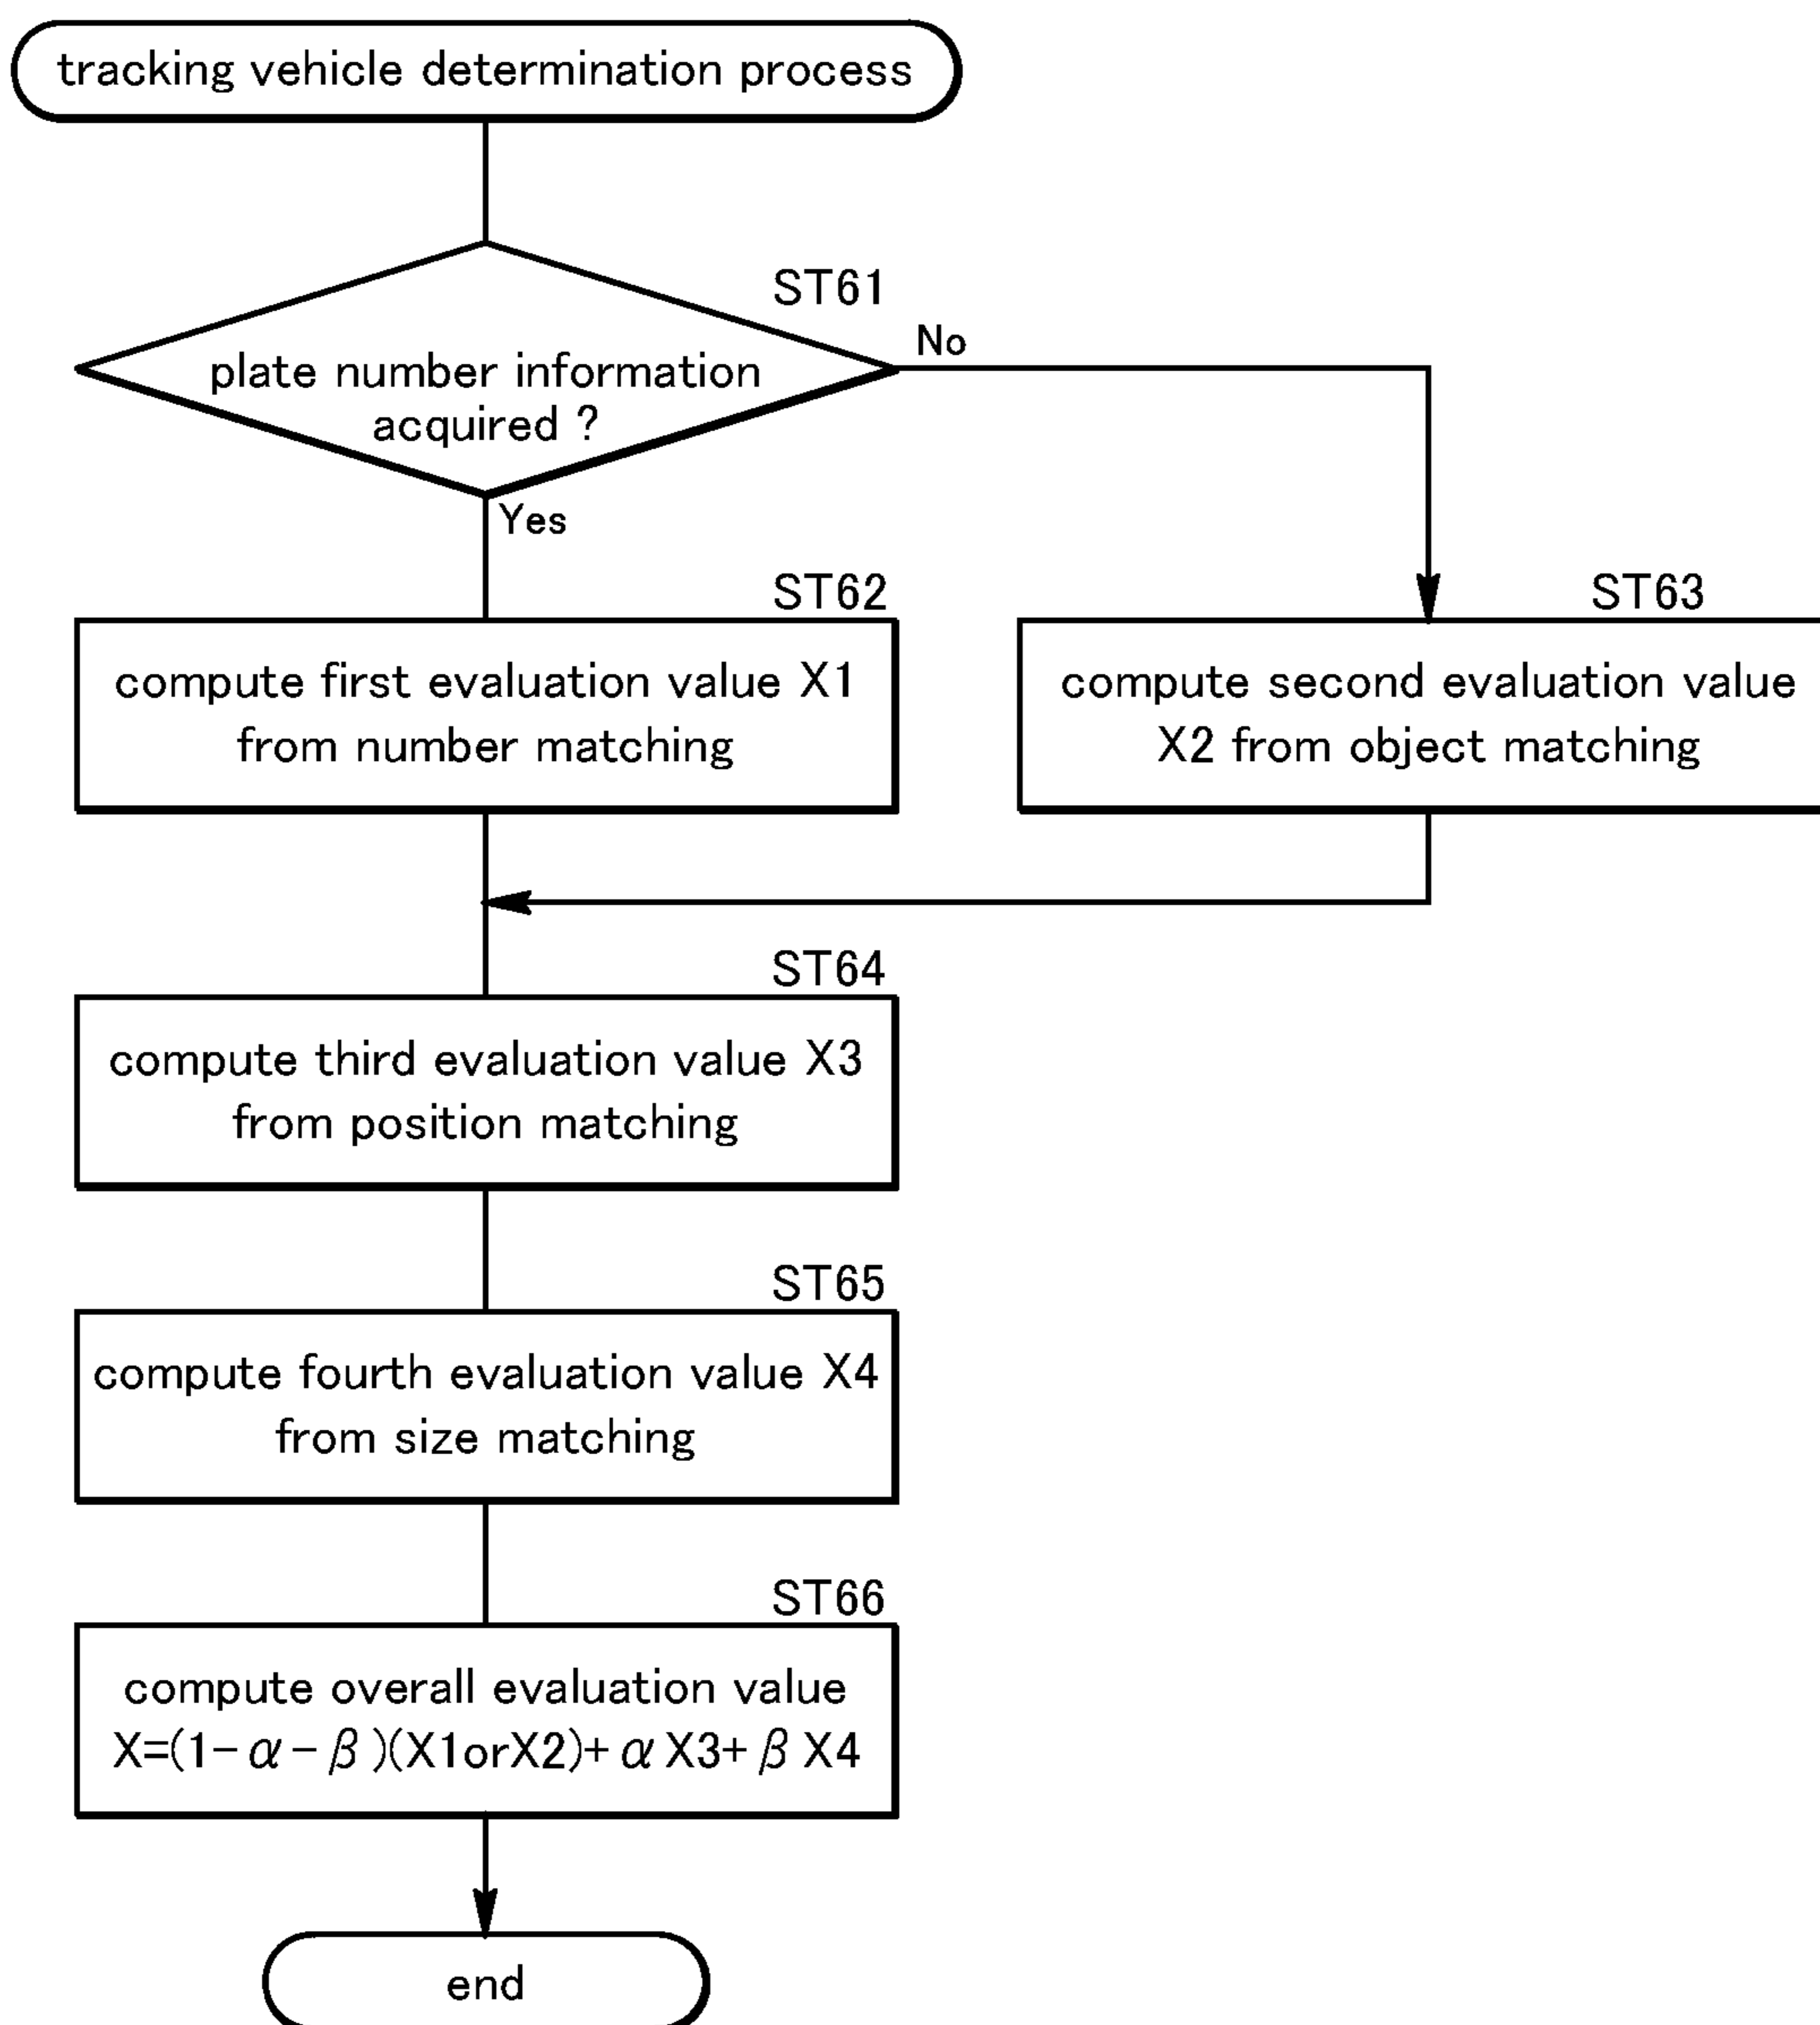 tracking vehicle determination process
ST61
plate number information
acquired ?
No
Yes
ST62
compute first evaluation value X1
from number matching
ST63
compute second evaluation value
X2 from object matching
ST64
compute third evaluation value X3
from position matching
ST65
compute fourth evaluation value X4
from size matching
ST66
compute overall evaluation value
X=(1-α-β)(X1orX2)+αX3+βX4
end